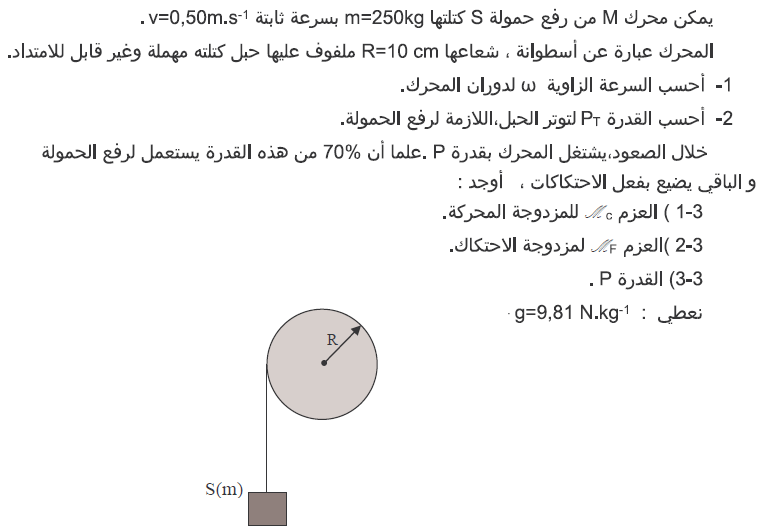 يمكن محرك M من رفع حمولة S كتلتها m=250kg بسرعة ثابتة v=0,50m.s-1 .
المحرك عبارة عن أسطوانة ، شعاعها R=10 cm ملفوف عليها حبل كتلته مهملة وغير قابل للامتداد.
1- أحسب السرعة الزاوية ω لدوران المحرك.
2- أحسب القدرة PT لتوتر الحبل،اللازمة لرفع الحمولة.
خلال الصعود،يشتغل المحرك بقدرة P .علما أن 70% من هذه القدرة يستعمل لرفع الحمولة
و الباقي يضيع بفعل الاحتكاكات ، أوجد :
1-3 ) العزم ℳc للمزدوجة المحركة.
2-3 )العزم ℳF لمزدوجة الاحتكاك.
3-3) القدرة P .
نعطي : g=9,81 N.kg-1 .
R
S(m)